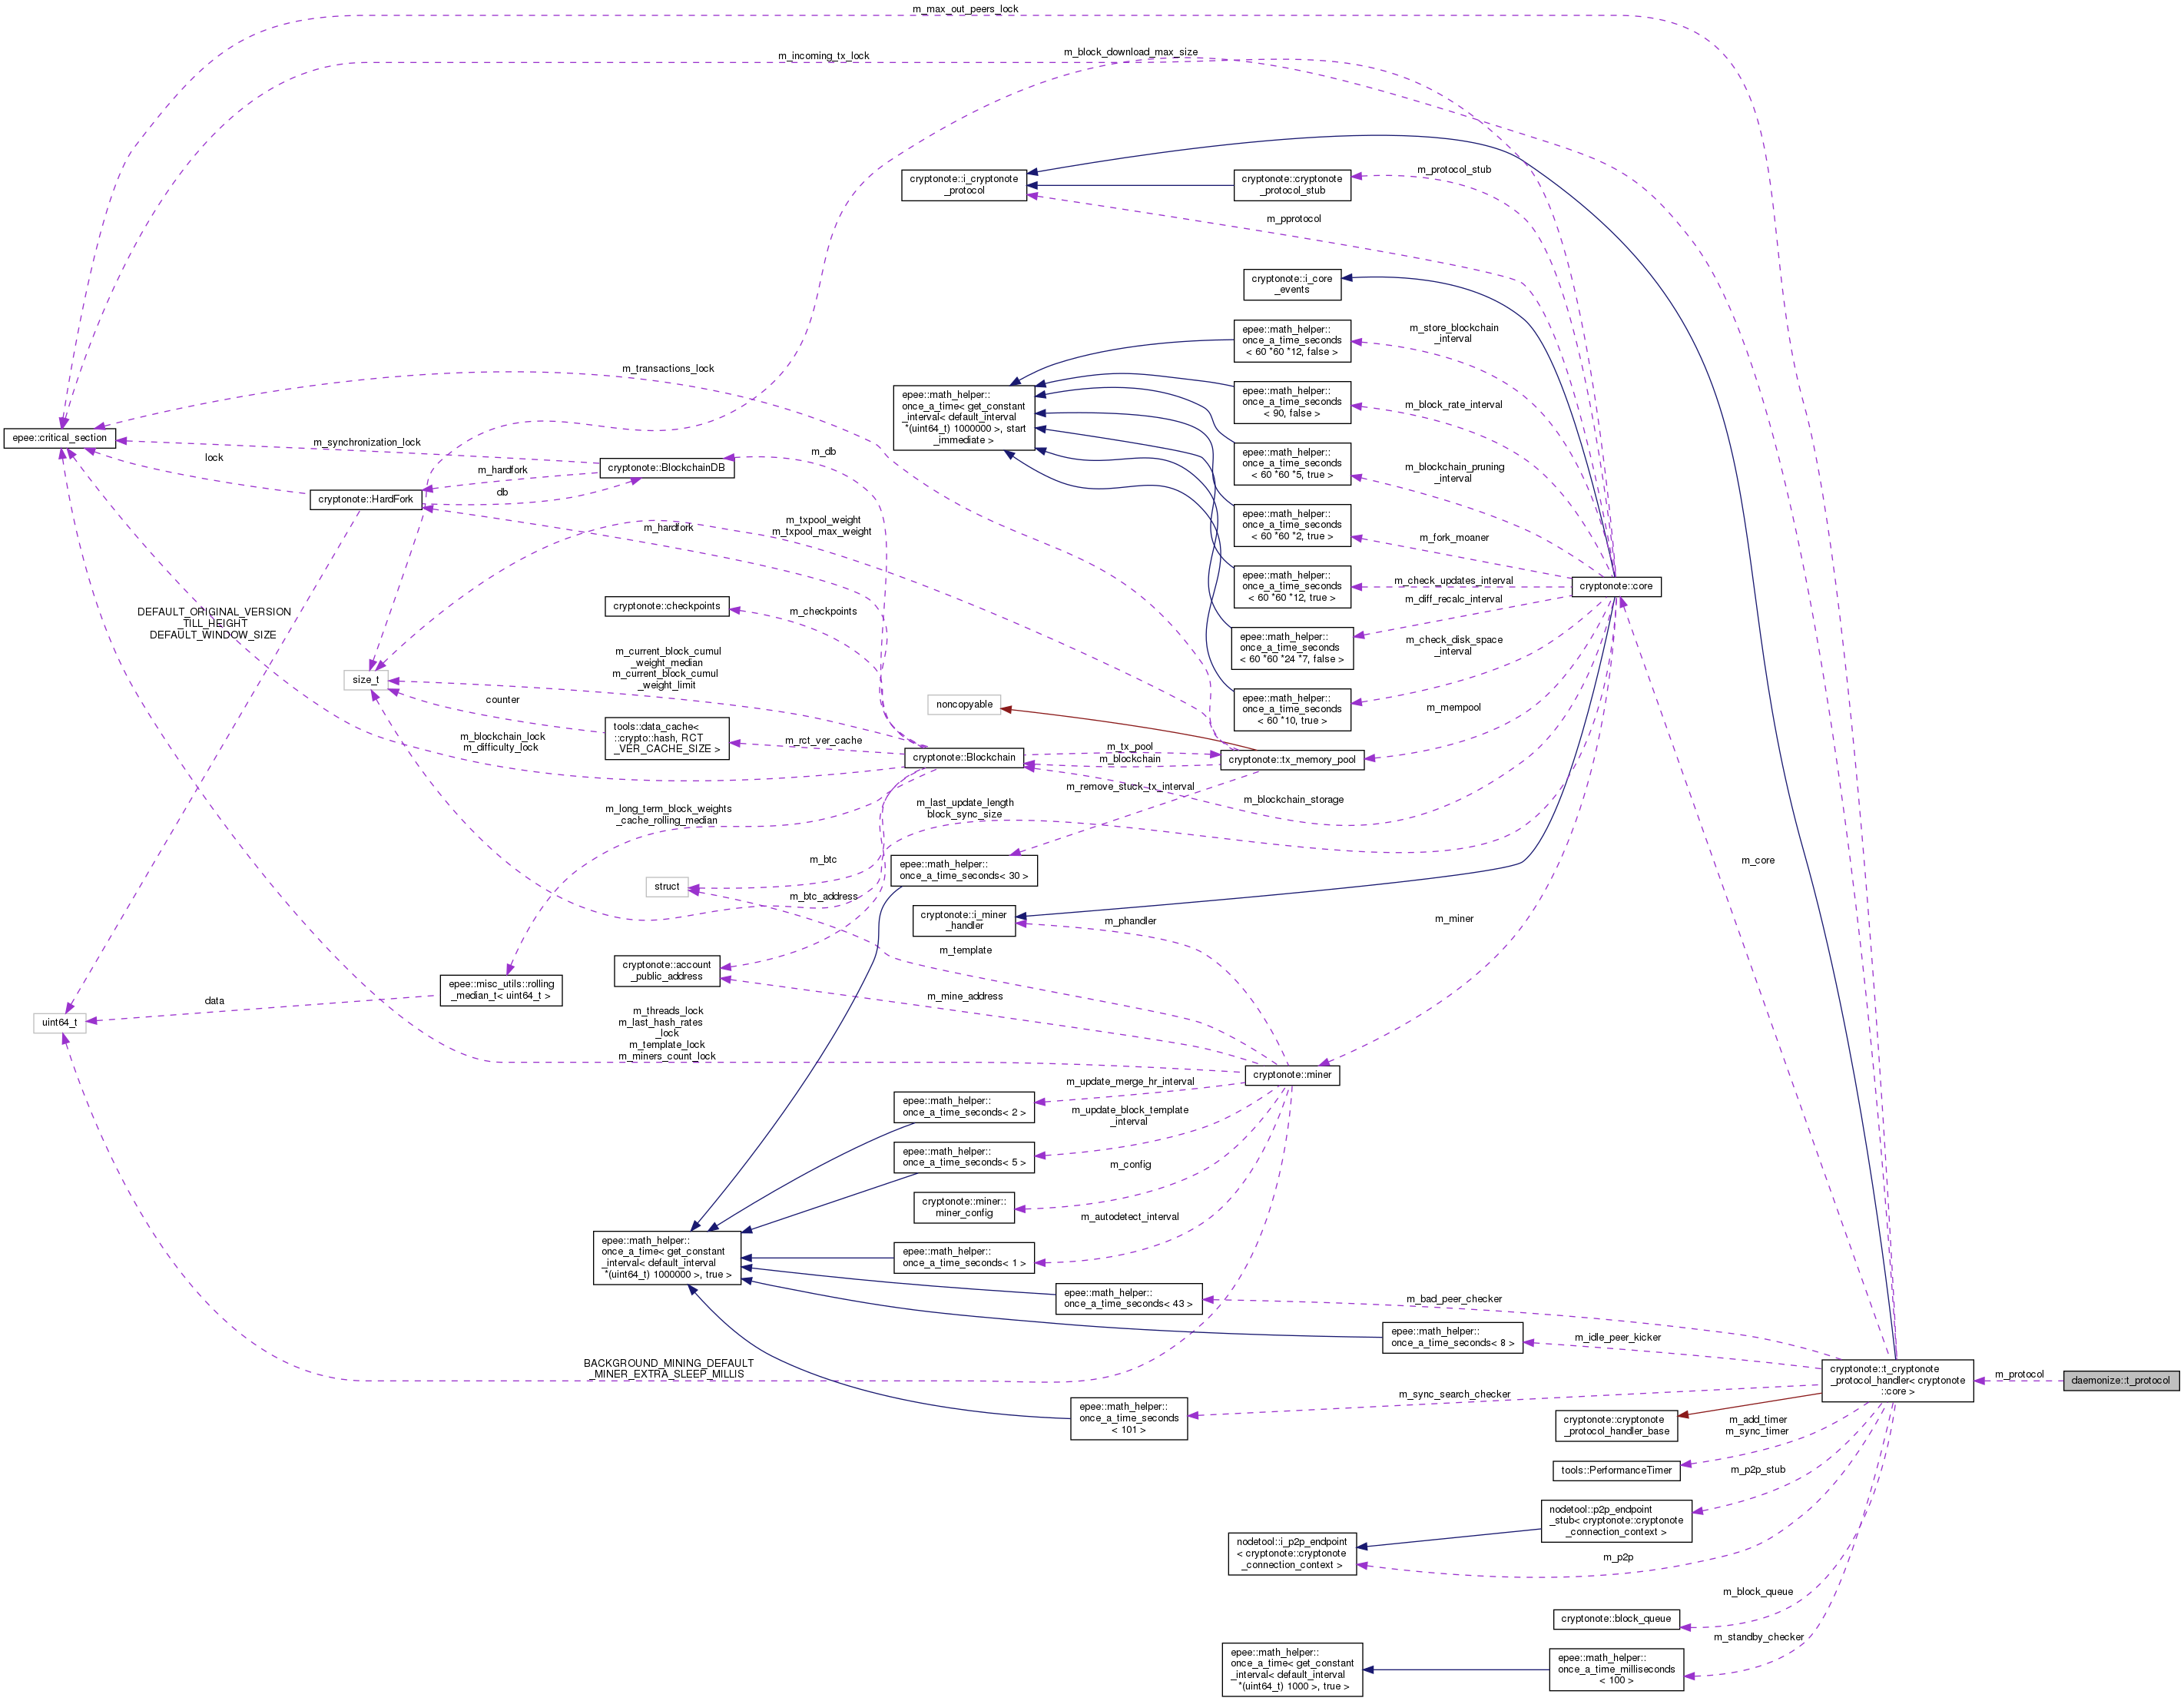 m_max_out_peers_lock
m_incoming_tx_lock
m_block_download_max_size
cryptonote::i_cryptonote
_protocol
cryptonote::cryptonote
_protocol_stub
m_protocol_stub
m_pprotocol
cryptonote::i_core
_events
epee::math_helper::
once_a_time_seconds
< 60 *60 *12, false >
m_store_blockchain
_interval
m_transactions_lock
epee::math_helper::
once_a_time< get_constant
_interval< default_interval
*(uint64_t) 1000000 >, start
_immediate >
epee::math_helper::
once_a_time_seconds
< 90, false >
m_block_rate_interval
epee::critical_section
m_synchronization_lock
lock
cryptonote::BlockchainDB
m_hardfork
db
cryptonote::HardFork
m_db
epee::math_helper::
once_a_time_seconds
< 60 *60 *5, true >
m_blockchain_pruning
_interval
m_hardfork
m_txpool_weight
m_txpool_max_weight
epee::math_helper::
once_a_time_seconds
< 60 *60 *2, true >
m_fork_moaner
epee::math_helper::
once_a_time_seconds
< 60 *60 *12, true >
m_check_updates_interval
cryptonote::core
DEFAULT_ORIGINAL_VERSION
_TILL_HEIGHT
DEFAULT_WINDOW_SIZE
cryptonote::checkpoints
m_checkpoints
epee::math_helper::
once_a_time_seconds
< 60 *60 *24 *7, false >
m_diff_recalc_interval
m_check_disk_space
_interval
size_t
m_current_block_cumul
_weight_median
m_current_block_cumul
_weight_limit
counter
noncopyable
epee::math_helper::
once_a_time_seconds
< 60 *10, true >
m_mempool
tools::data_cache<
::crypto::hash, RCT
_VER_CACHE_SIZE >
m_rct_ver_cache
m_blockchain_lock
m_difficulty_lock
cryptonote::Blockchain
m_tx_pool
m_blockchain
cryptonote::tx_memory_pool
m_remove_stuck_tx_interval
m_blockchain_storage
m_long_term_block_weights
_cache_rolling_median
m_last_update_length
block_sync_size
m_btc
epee::math_helper::
once_a_time_seconds< 30 >
m_core
struct
m_btc_address
cryptonote::i_miner
_handler
m_phandler
m_miner
m_template
cryptonote::account
_public_address
epee::misc_utils::rolling
_median_t< uint64_t >
data
m_mine_address
uint64_t
m_threads_lock
m_last_hash_rates
_lock
m_template_lock
m_miners_count_lock
cryptonote::miner
m_update_merge_hr_interval
epee::math_helper::
once_a_time_seconds< 2 >
m_update_block_template
_interval
epee::math_helper::
once_a_time_seconds< 5 >
m_config
cryptonote::miner::
miner_config
m_autodetect_interval
epee::math_helper::
once_a_time< get_constant
_interval< default_interval
*(uint64_t) 1000000 >, true >
epee::math_helper::
once_a_time_seconds< 1 >
epee::math_helper::
once_a_time_seconds< 43 >
m_bad_peer_checker
epee::math_helper::
once_a_time_seconds< 8 >
m_idle_peer_kicker
BACKGROUND_MINING_DEFAULT
_MINER_EXTRA_SLEEP_MILLIS
cryptonote::t_cryptonote
_protocol_handler< cryptonote
::core >
m_protocol
daemonize::t_protocol
m_sync_search_checker
epee::math_helper::
once_a_time_seconds
< 101 >
cryptonote::cryptonote
_protocol_handler_base
m_add_timer
m_sync_timer
tools::PerformanceTimer
m_p2p_stub
nodetool::p2p_endpoint
_stub< cryptonote::cryptonote
_connection_context >
nodetool::i_p2p_endpoint
< cryptonote::cryptonote
_connection_context >
m_p2p
m_block_queue
cryptonote::block_queue
m_standby_checker
epee::math_helper::
once_a_time< get_constant
_interval< default_interval
*(uint64_t) 1000 >, true >
epee::math_helper::
once_a_time_milliseconds
< 100 >